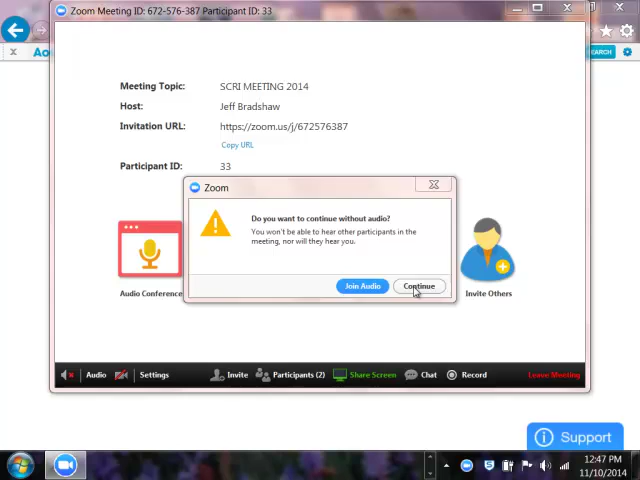 Zoom Meeting ID: 672-576-387 Participant ID: 33
Ao
EARCH
Meeting Topic: SCRI MEETING 2014
Host: Jeff Bradshaw
Invitation URL: https://zoom.us/j/672576387
Copy URL
Participant ID: 33
Zoom
Do you want to continue without audio?
You won't be able to hear other participants in the
meeting, nor will they hear you.
Join Audio Continue
Audio Conference Invite Others
Audio Settings Invite Participants (2) Share Screen Chat Record Leave Meeting
Support
12:47 PM
11/10/2014